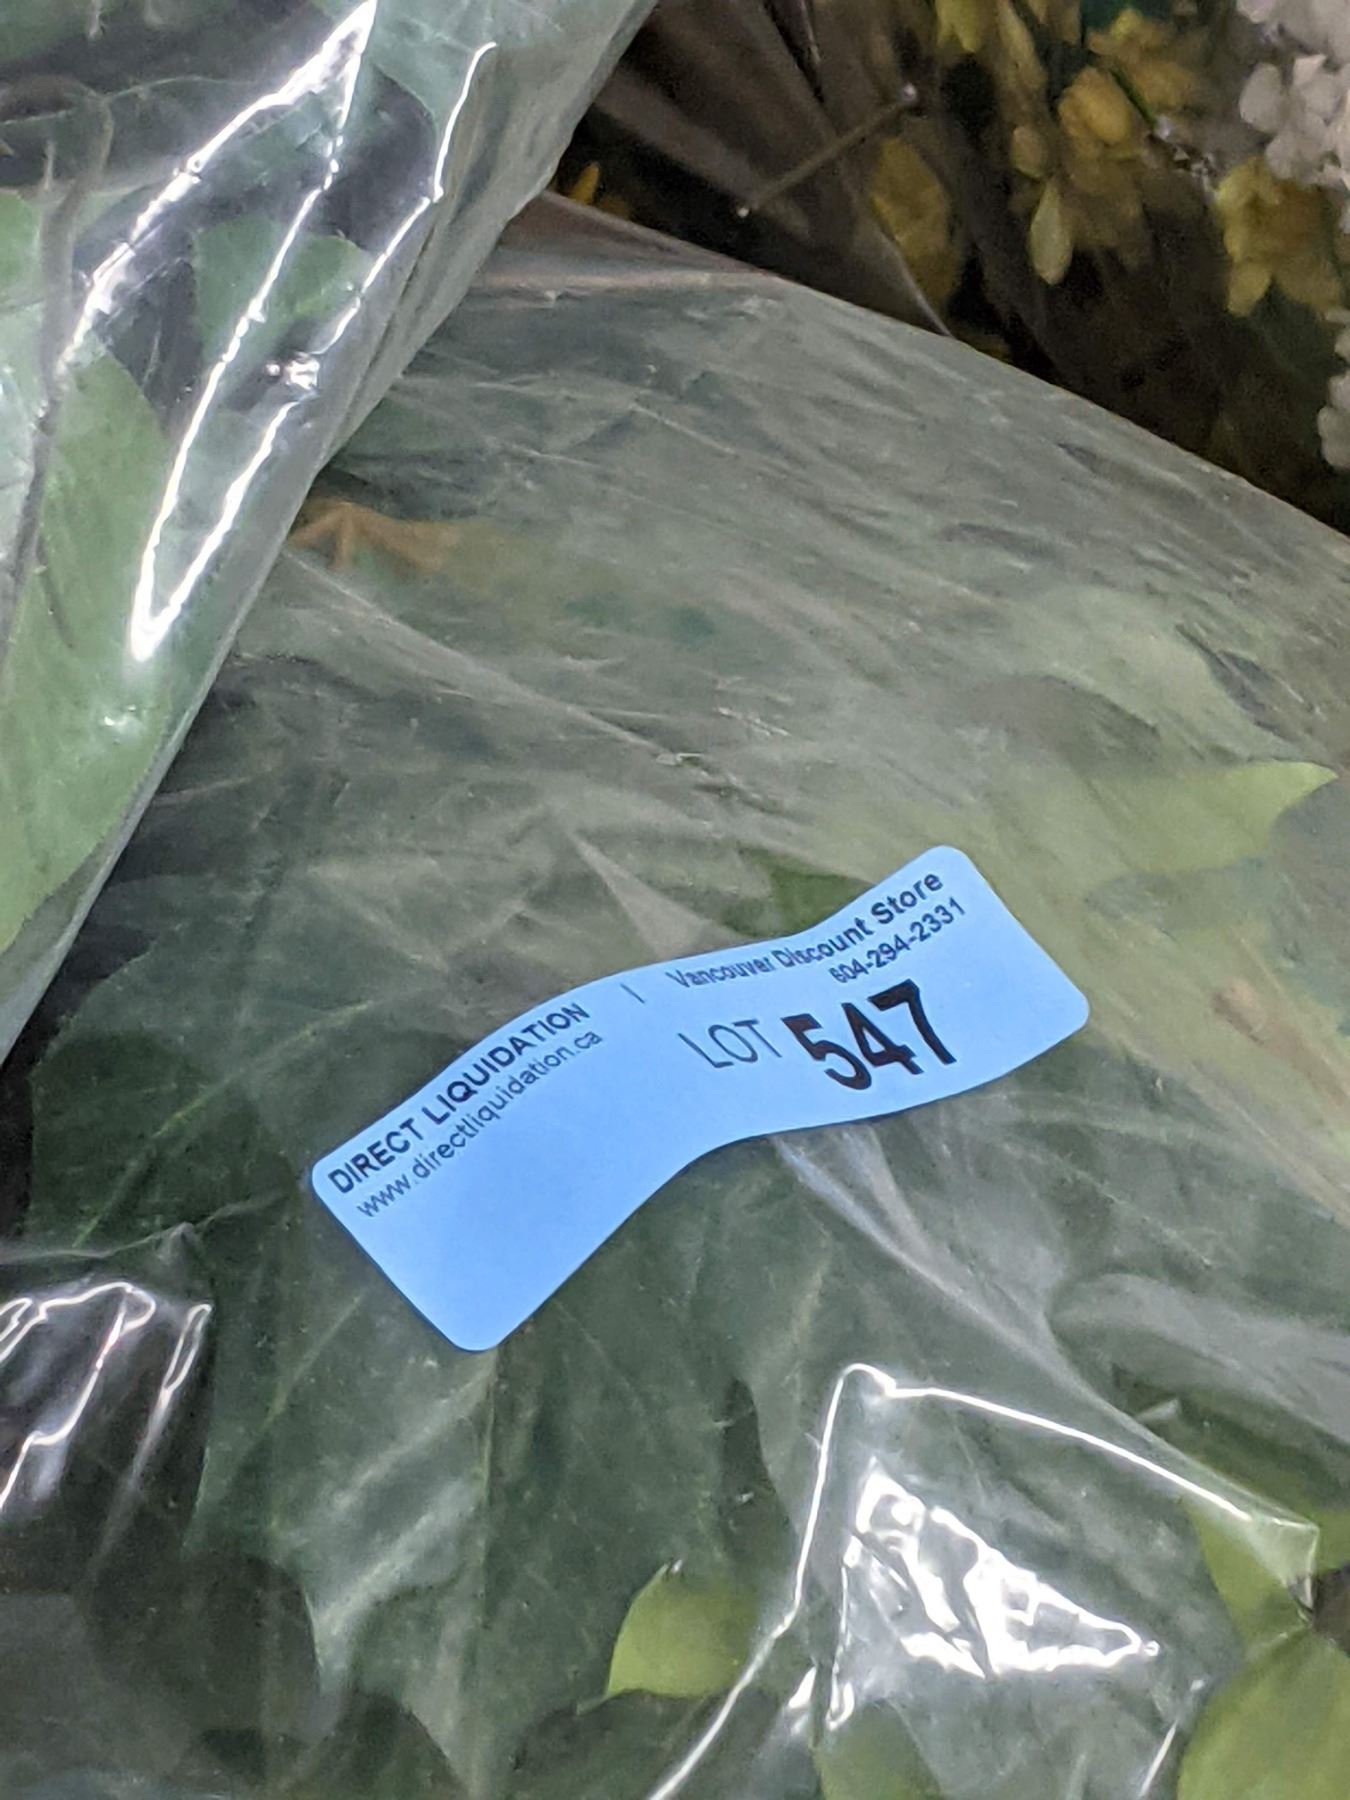 DIRECT LIQUIDATION | Vancouver Discount Store
www.directliquidation.ca 604-294-2331
LOT 547